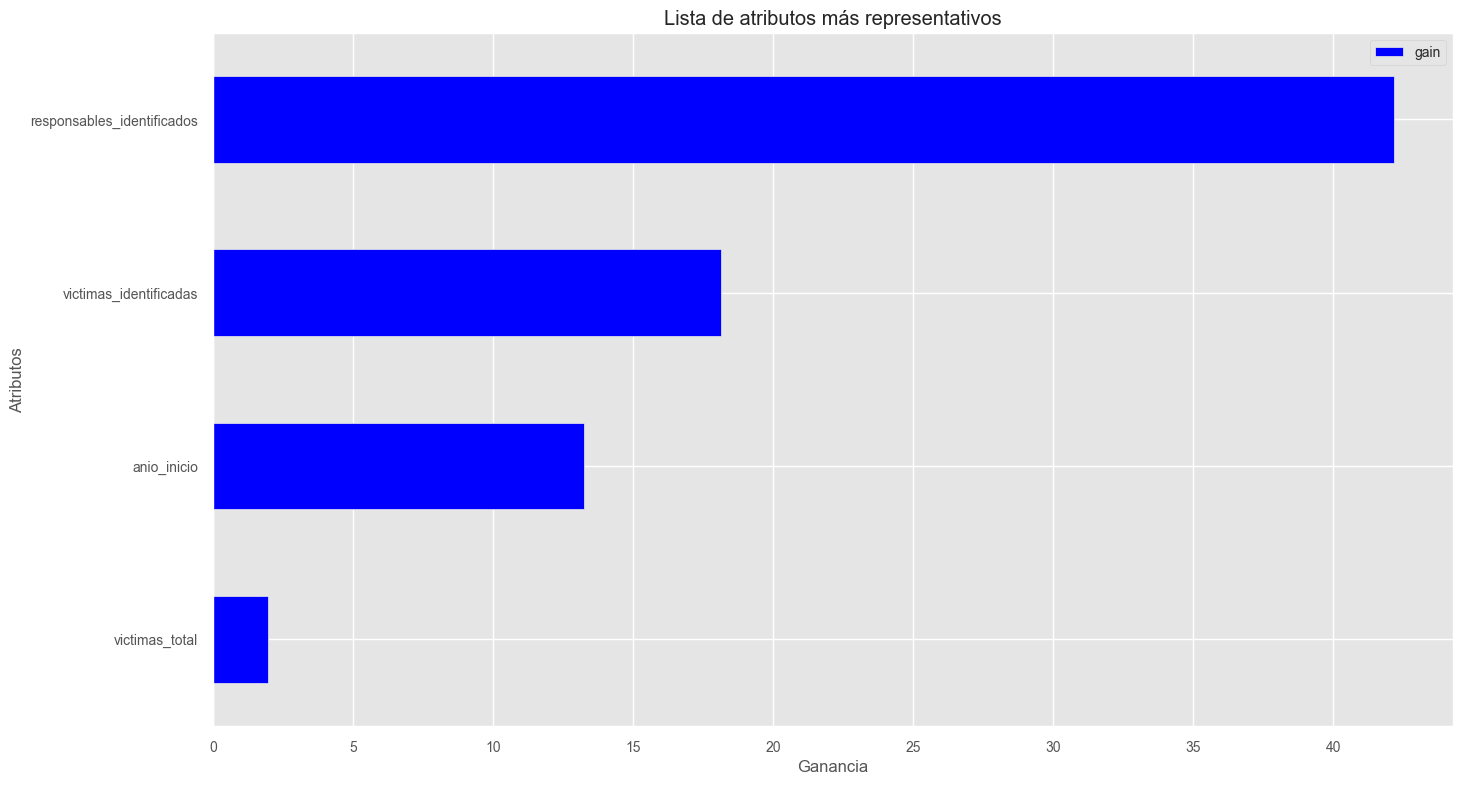 Lista de atributos más representativos
gain
responsables_identificados
victimas_identificadas
anio_inicio
victimas_total
Atributos
0 5 10 15 20 25 30 35 40
Ganancia